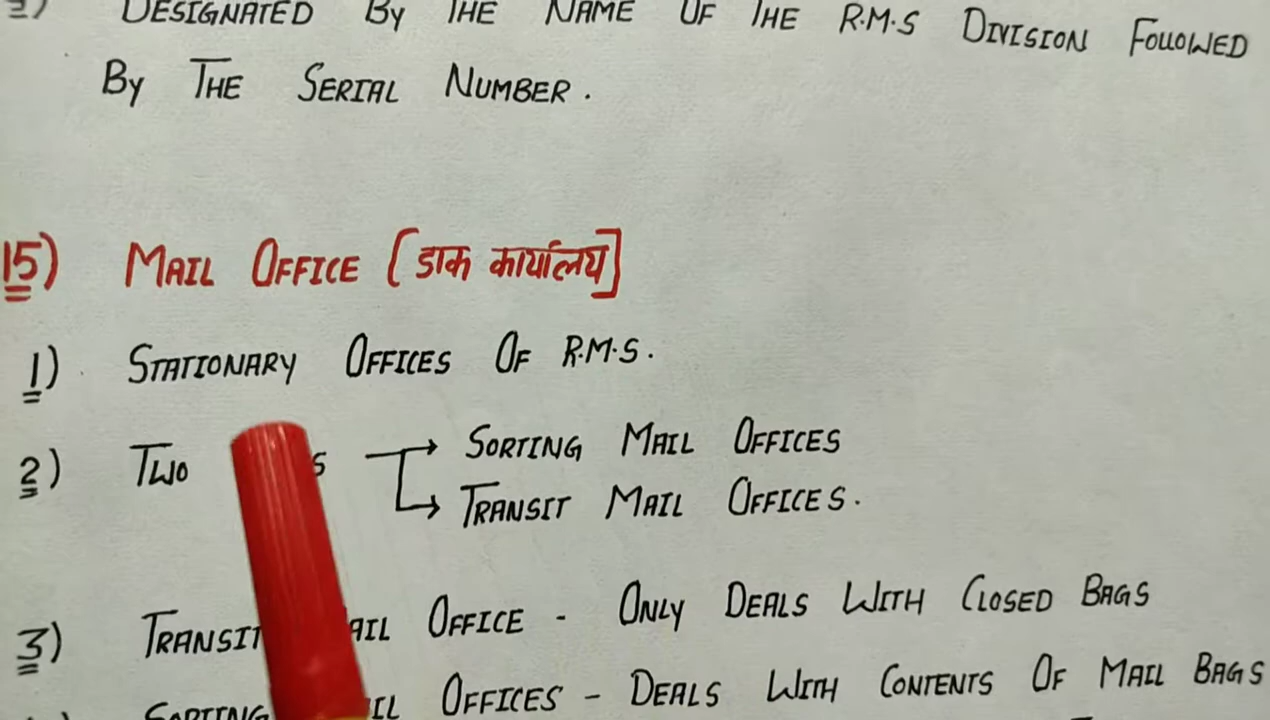 2) DESIGNATED By THE NAME OF THE R.M.S DIVISION FOLLOWED
By THE SERIAL NUMBER.
15) MAIL OFFICE [डाक कार्यालय]
1) STATIONARY OFFICES OF R.M.S.
2) TWO → SORTING MAIL OFFICES
→ TRANSIT MAIL OFFICES.
3) TRANSIT OFFICE - ONLY DEALS WITH CLOSED BAGS
SORTING OFFICES - DEALS WITH CONTENTS OF MAIL BAGS